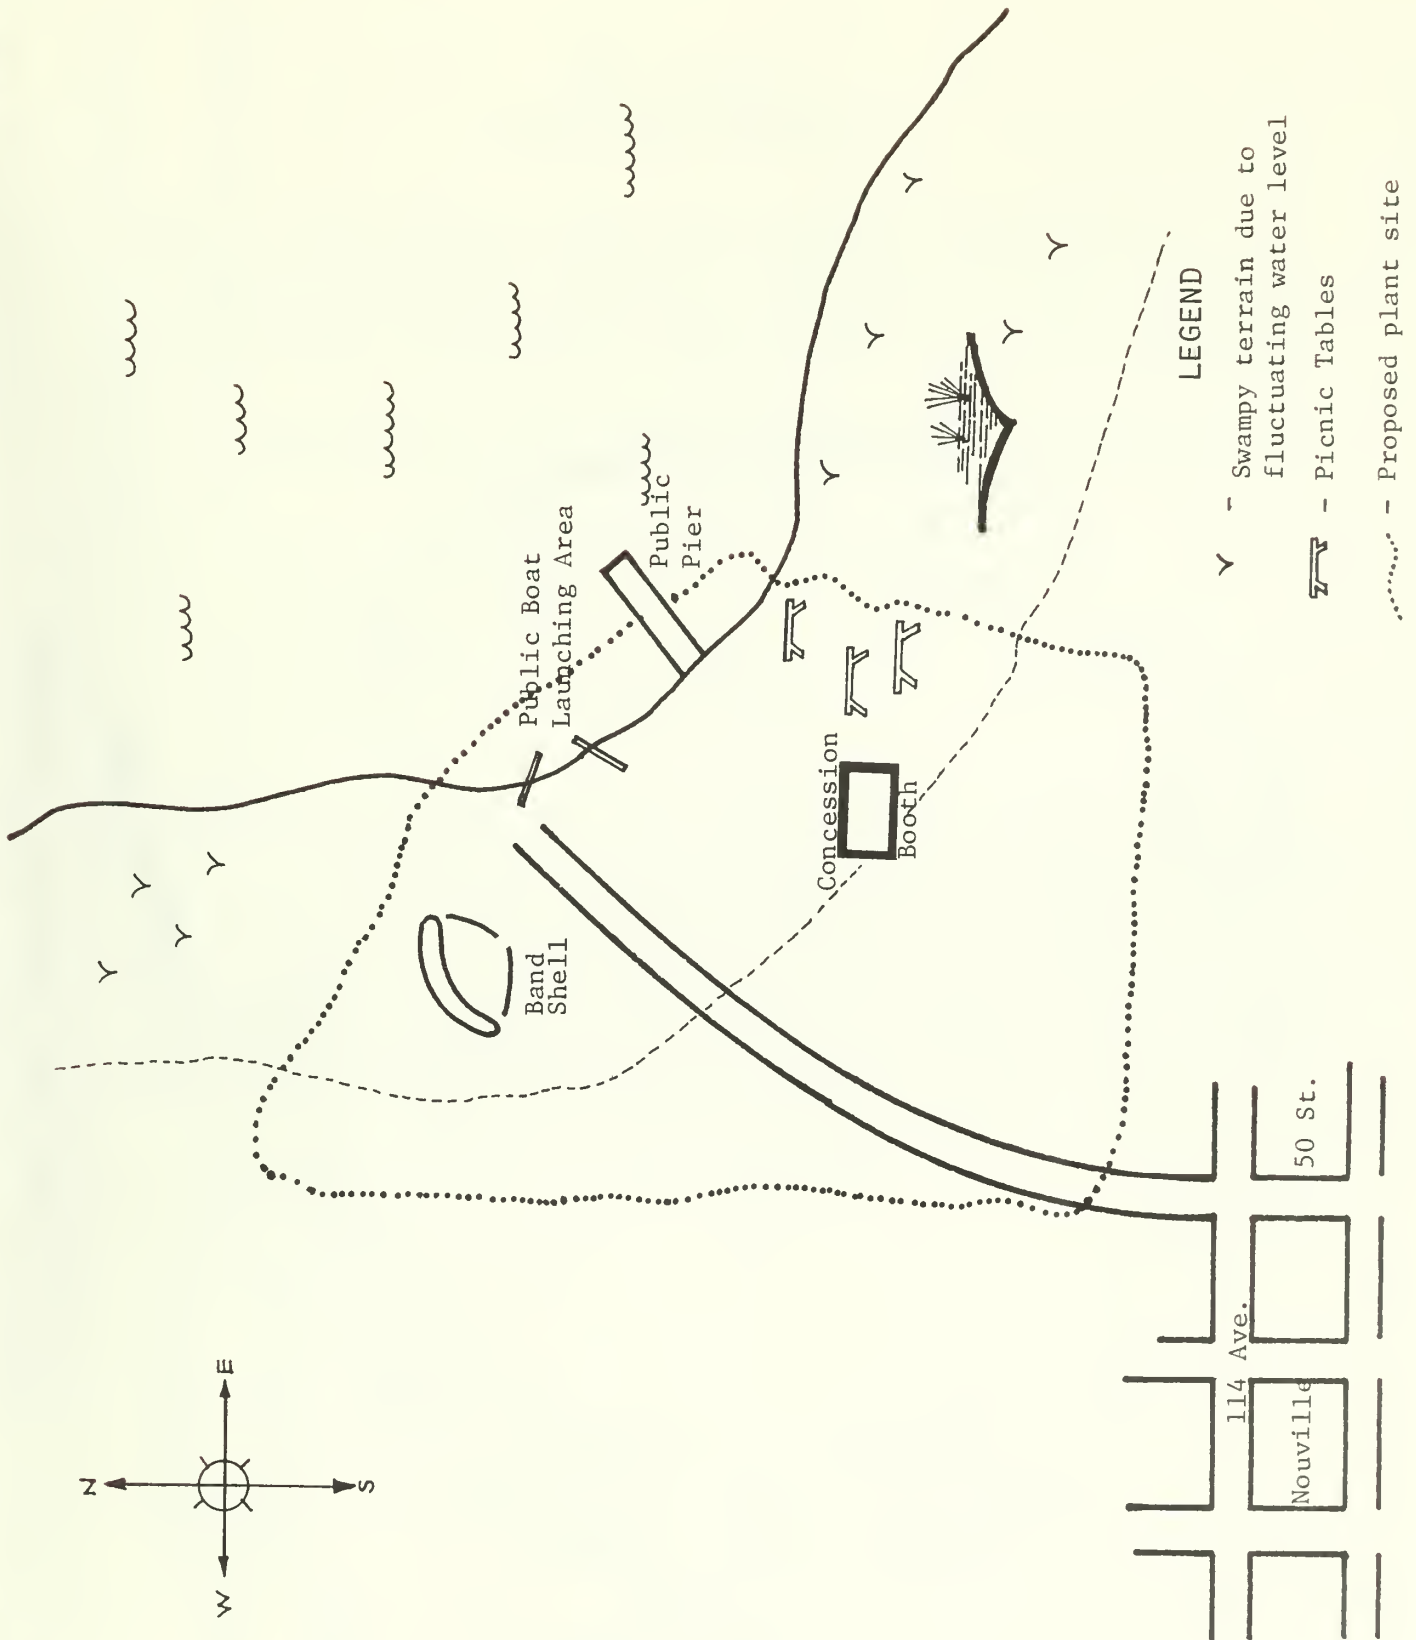 N
W
E
S
Band
Shell
Public Boat
Launching Area
Public
Pier
Concession
Booth
114 Ave.
Nouville
50 St.
LEGEND
- Swampy terrain due to
fluctuating water level
- Picnic Tables
- Proposed plant site